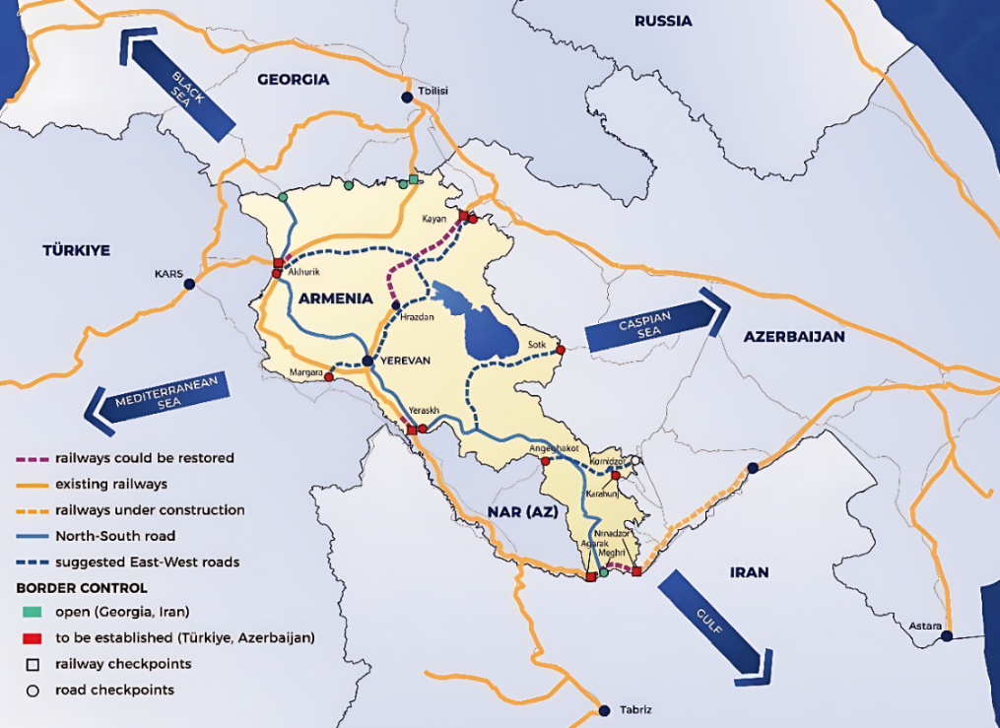 RUSSIA
GEORGIA
BLACK
SEA
Tbilisi
Kayan
TÜRKIYE
KARS
Akhurik
ARMENIA
Hrazdan
CASPIAN
SEA
AZERBAIJAN
Sotk
YEREVAN
Margara
MEDITERRANEAN
SEA
Yeraskh
Angeghakot
Kornidzor
Karahunj
NAR (AZ)
Nrnadzor
Agarak
Meghri
IRAN
GULF
Astara
Tabriz
railways could be restored
existing railways
railways under construction
North-South road
suggested East-West roads
BORDER CONTROL
open (Georgia, Iran)
to be established (Türkiye, Azerbaijan)
railway checkpoints
road checkpoints